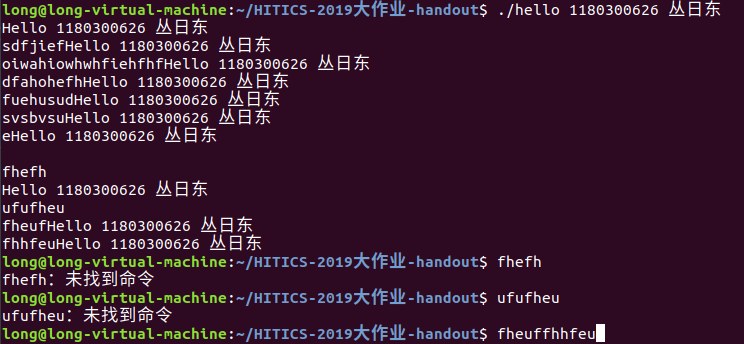 long@long-virtual-machine:~/HITICS-2019大作业-handout$ ./hello 1180300626 丛日东
Hello 1180300626 丛日东
sdfjiefHello 1180300626 丛日东
oiwahiowhwhfiehfhfHello 1180300626 丛日东
dfahohefhHello 1180300626 丛日东
fuehusudHello 1180300626 丛日东
svsbvsuHello 1180300626 丛日东
eHello 1180300626 丛日东
fhefh
Hello 1180300626 丛日东
ufufheu
fheufHello 1180300626 丛日东
fhhfeuHello 1180300626 丛日东
long@long-virtual-machine:~/HITICS-2019大作业-handout$ fhefh
fhefh：未找到命令
long@long-virtual-machine:~/HITICS-2019大作业-handout$ ufufheu
ufufheu：未找到命令
long@long-virtual-machine:~/HITICS-2019大作业-handout$ fheuffhhfeu